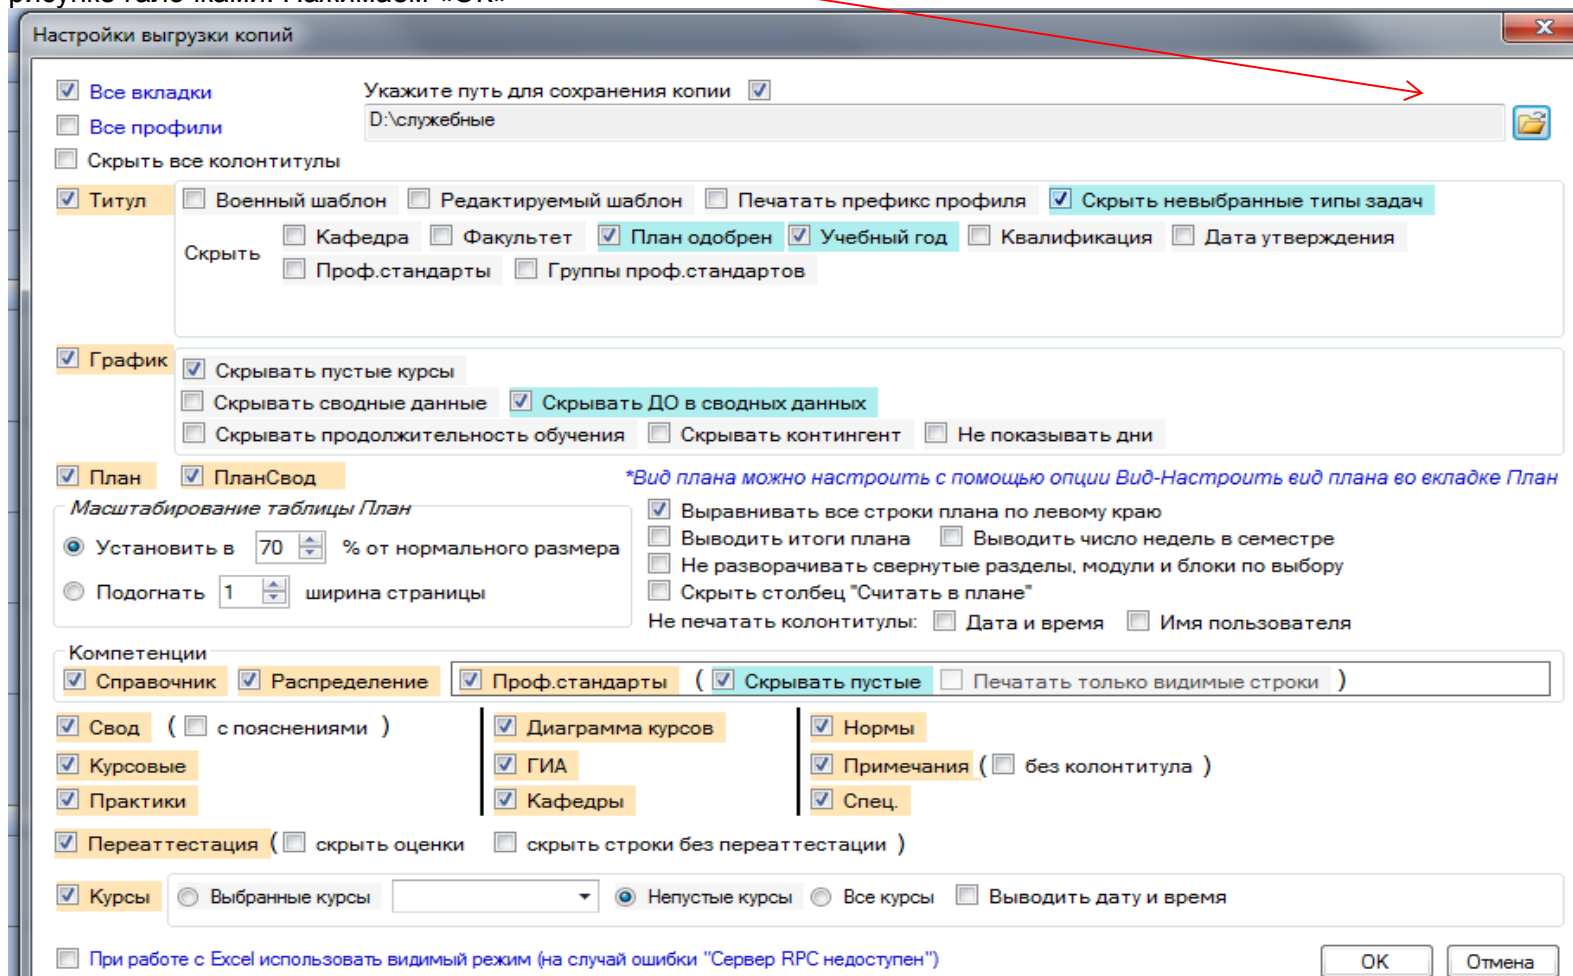 рисунке галочками. Нажимаем «ОК»
Настройки выгрузки копий
Все вкладки Укажите путь для сохранения копии
Все профили D:\служебные
Скрыть все колонтитулы
Титул Военный шаблон Редактируемый шаблон Печатать префикс профиля Скрыть невыбранные типы задач
Скрыть Кафедра Факультет План одобрен Учебный год Квалификация Дата утверждения
Проф.стандарты Группы проф.стандартов
График Скрывать пустые курсы
Скрывать сводные данные Скрывать ДО в сводных данных
Скрывать продолжительность обучения Скрывать контингент Не показывать дни
План ПланСвод *Вид плана можно настроить с помощью опции Вид-Настроить вид плана во вкладке План
Масштабирование таблицы План Выравнивать все строки плана по левому краю
Установить в 70 % от нормального размера Выводить итоги плана Выводить число недель в семестре
Не разворачивать свернутые разделы, модули и блоки по выбору
Подогнать 1 ширина страницы Скрыть столбец "Считать в плане"
Не печатать колонтитулы: Дата и время Имя пользователя
Компетенции
Справочник Распределение Проф.стандарты ( Скрывать пустые Печатать только видимые строки )
Свод ( с пояснениями ) Диаграмма курсов Нормы
Курсовые ГИА Примечания ( без колонтитула )
Практики Кафедры Спец.
Переаттестация ( скрыть оценки скрыть строки без переаттестации )
Курсы Выбранные курсы Непустые курсы Все курсы Выводить дату и время
При работе с Excel использовать видимый режим (на случай ошибки "Сервер RPC недоступен") OK Отмена